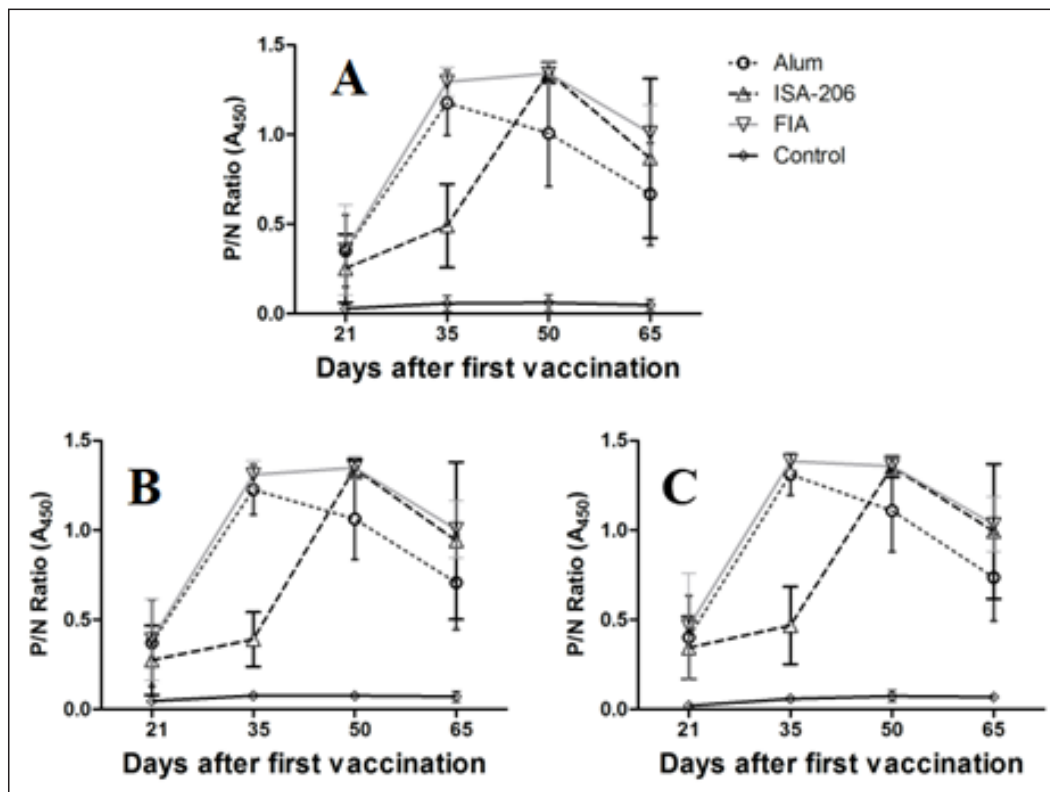 A
1.5
1.0
0.5
0.0
P/N Ratio (A450)
21 35 50 65
Days after first vaccination
Alum
ISA-206
FIA
Control
B
1.5
1.0
0.5
0.0
P/N Ratio (A450)
21 35 50 65
Days after first vaccination
C
1.5
1.0
0.5
0.0
P/N Ratio (A450)
21 35 50 65
Days after first vaccination